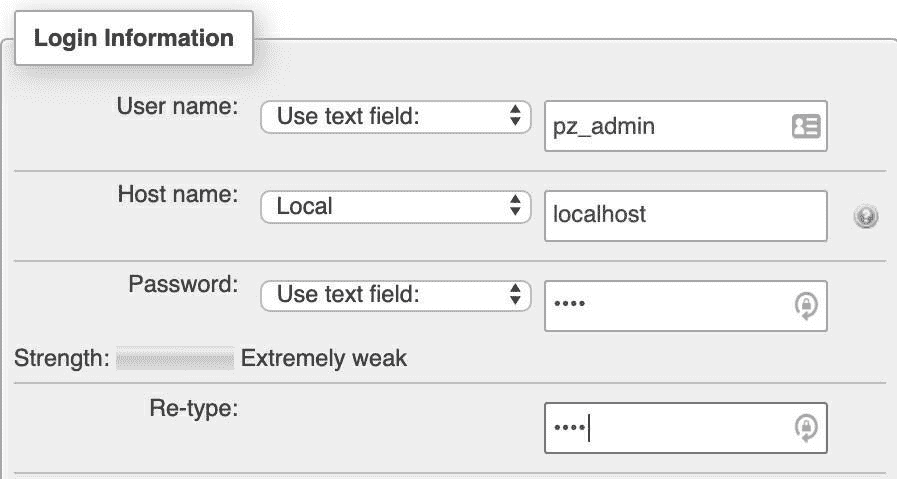 Login Information
User name: Use text field: pz_admin
Host name: Local localhost
Password: Use text field: ••••
Strength: Extremely weak
Re-type: ••••